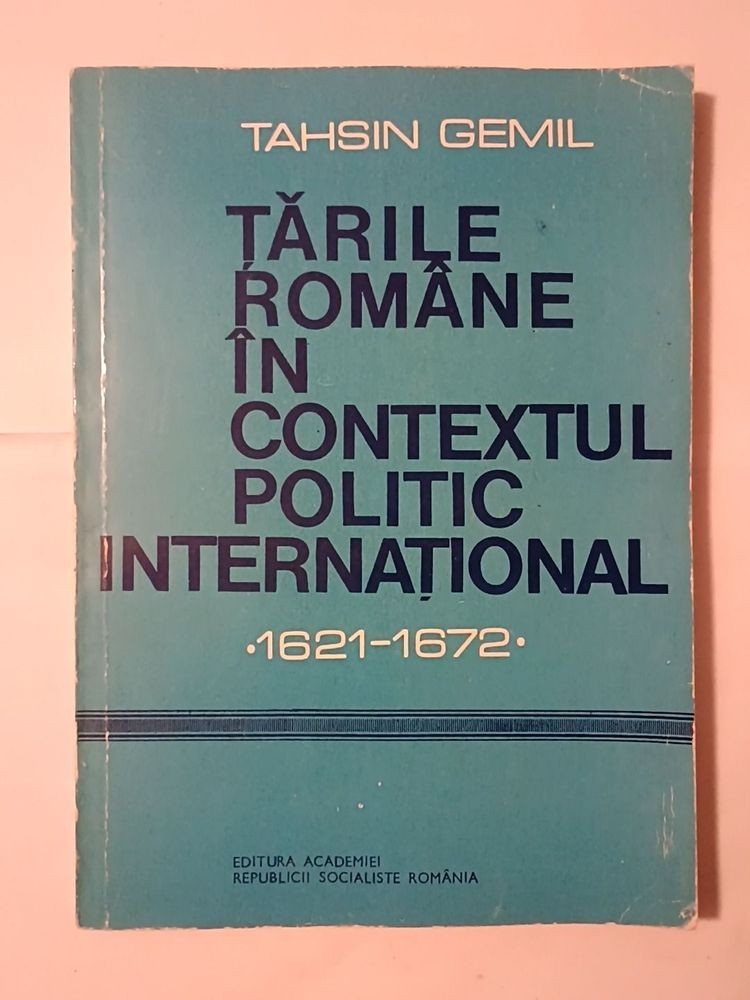 TAHSIN GEMIL
ȚĂRILE
ROMÂNE
ÎN
CONTEXTUL
POLITIC
INTERNAȚIONAL
•1621-1672•
EDITURA ACADEMIEI
REPUBLICII SOCIALISTE ROMÂNIA